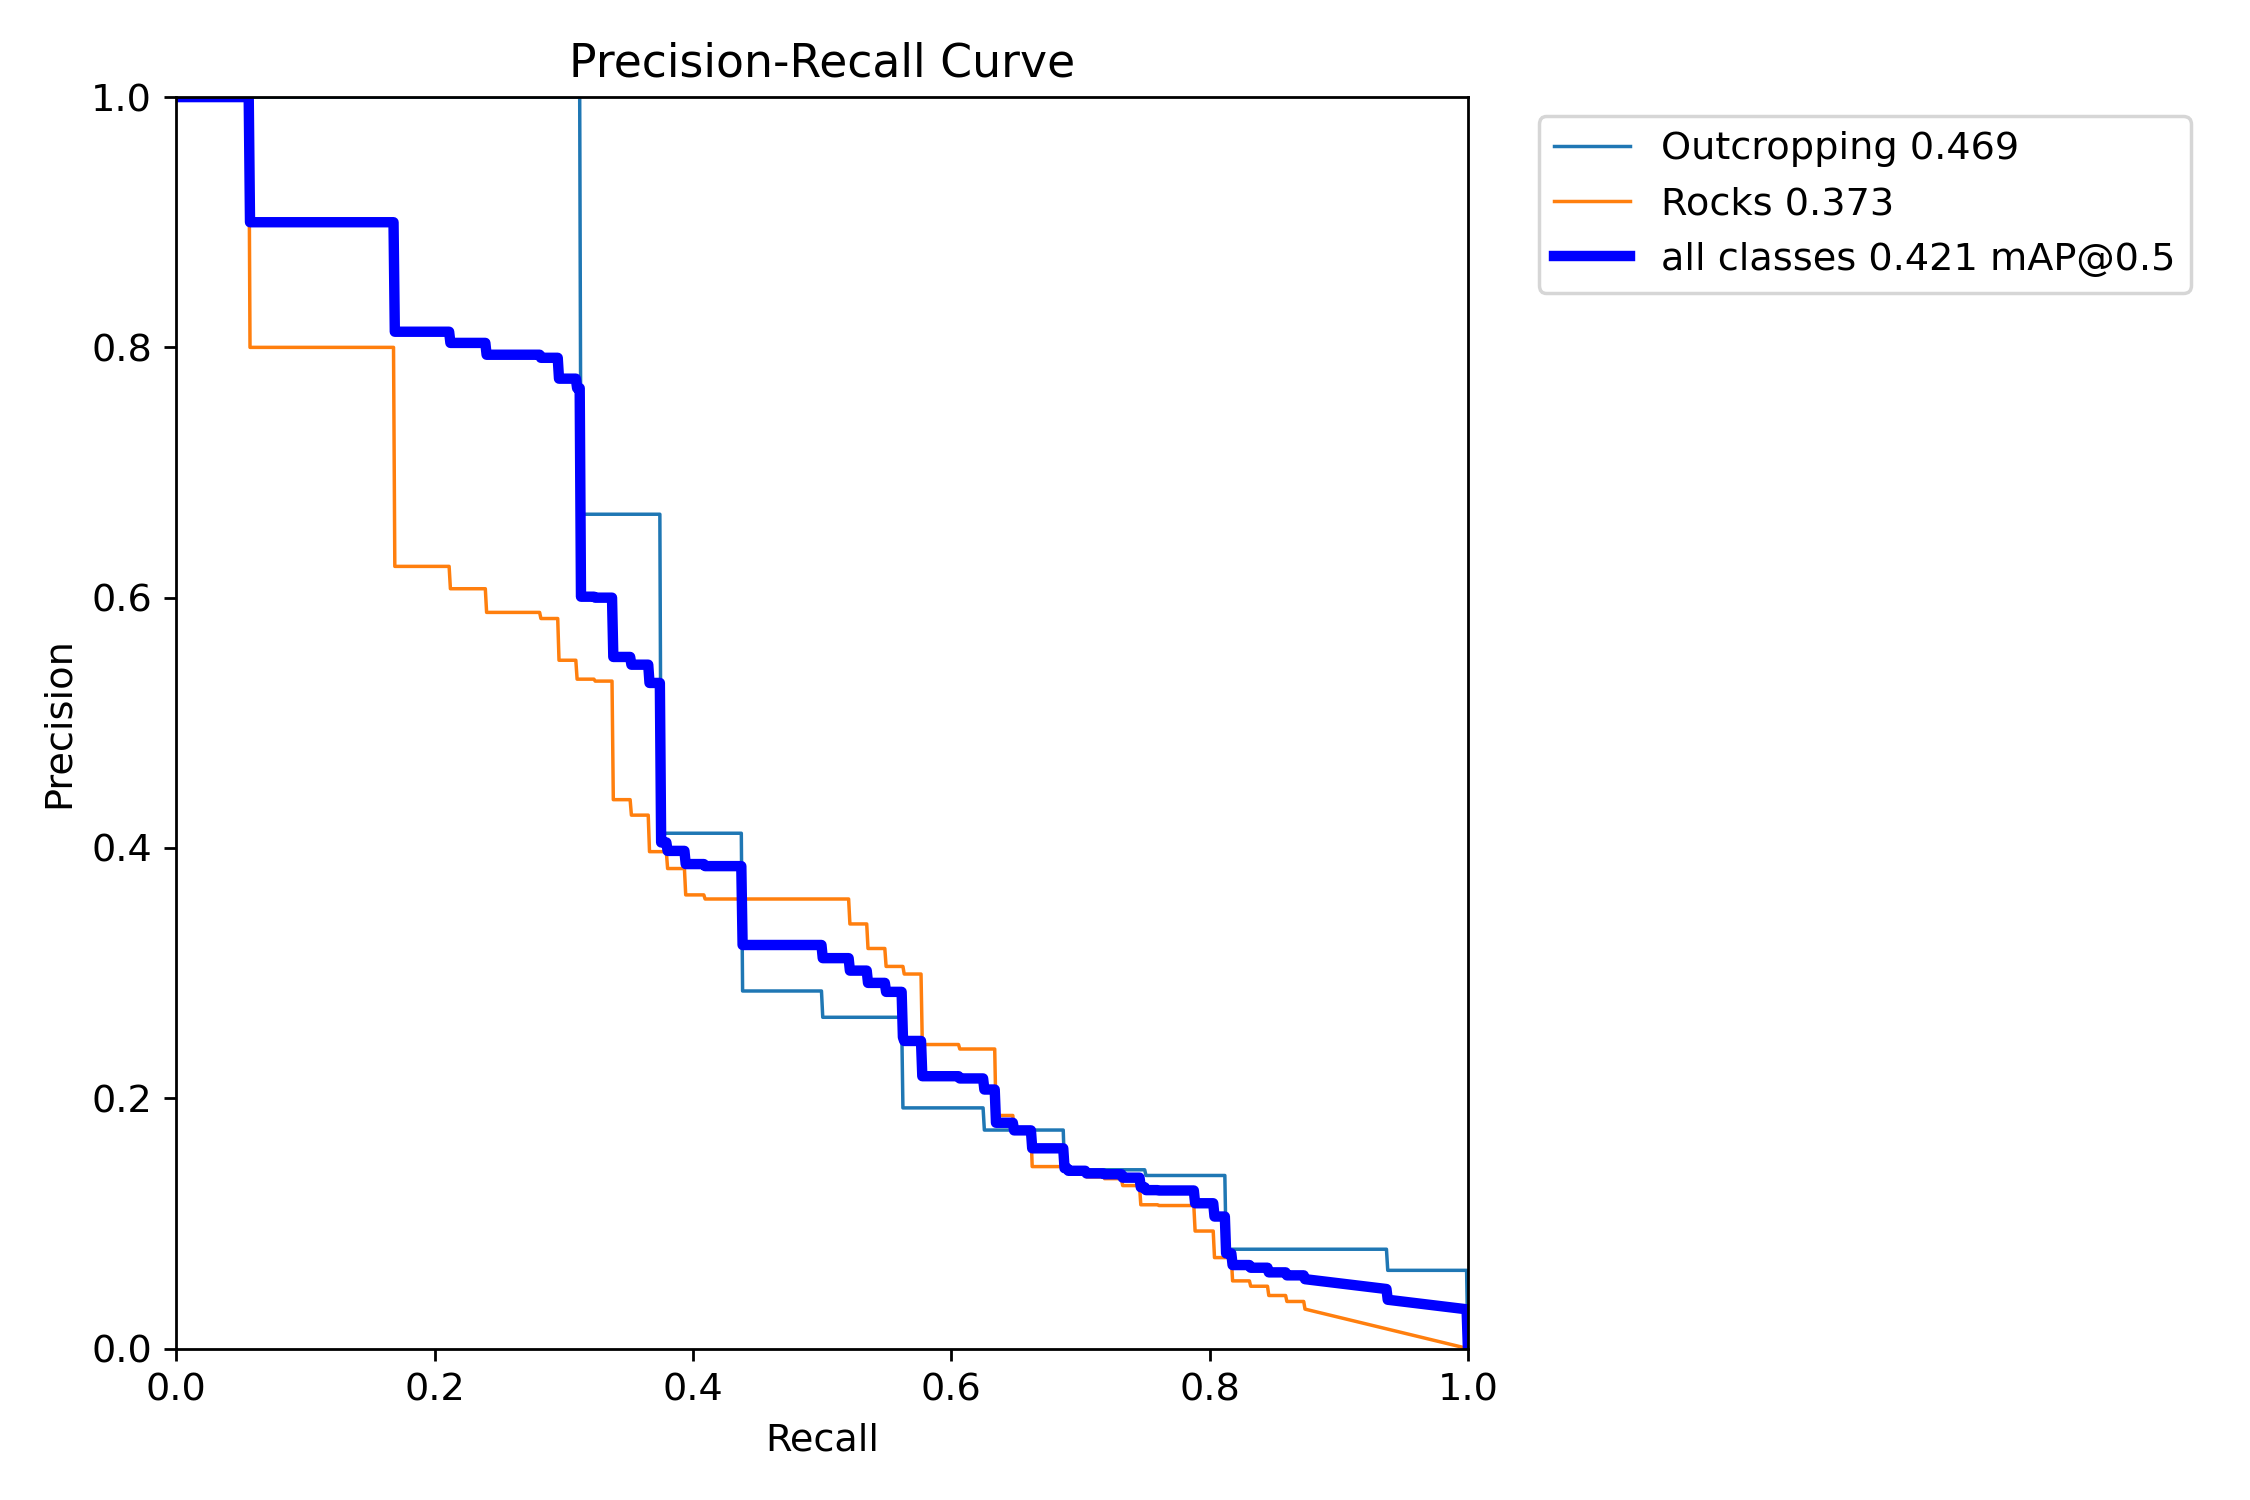 Precision-Recall Curve
1.0
0.8
0.6
0.4
0.2
0.0
Precision
0.0 0.2 0.4 0.6 0.8 1.0
Recall
Outcropping 0.469
Rocks 0.373
all classes 0.421 mAP@0.5